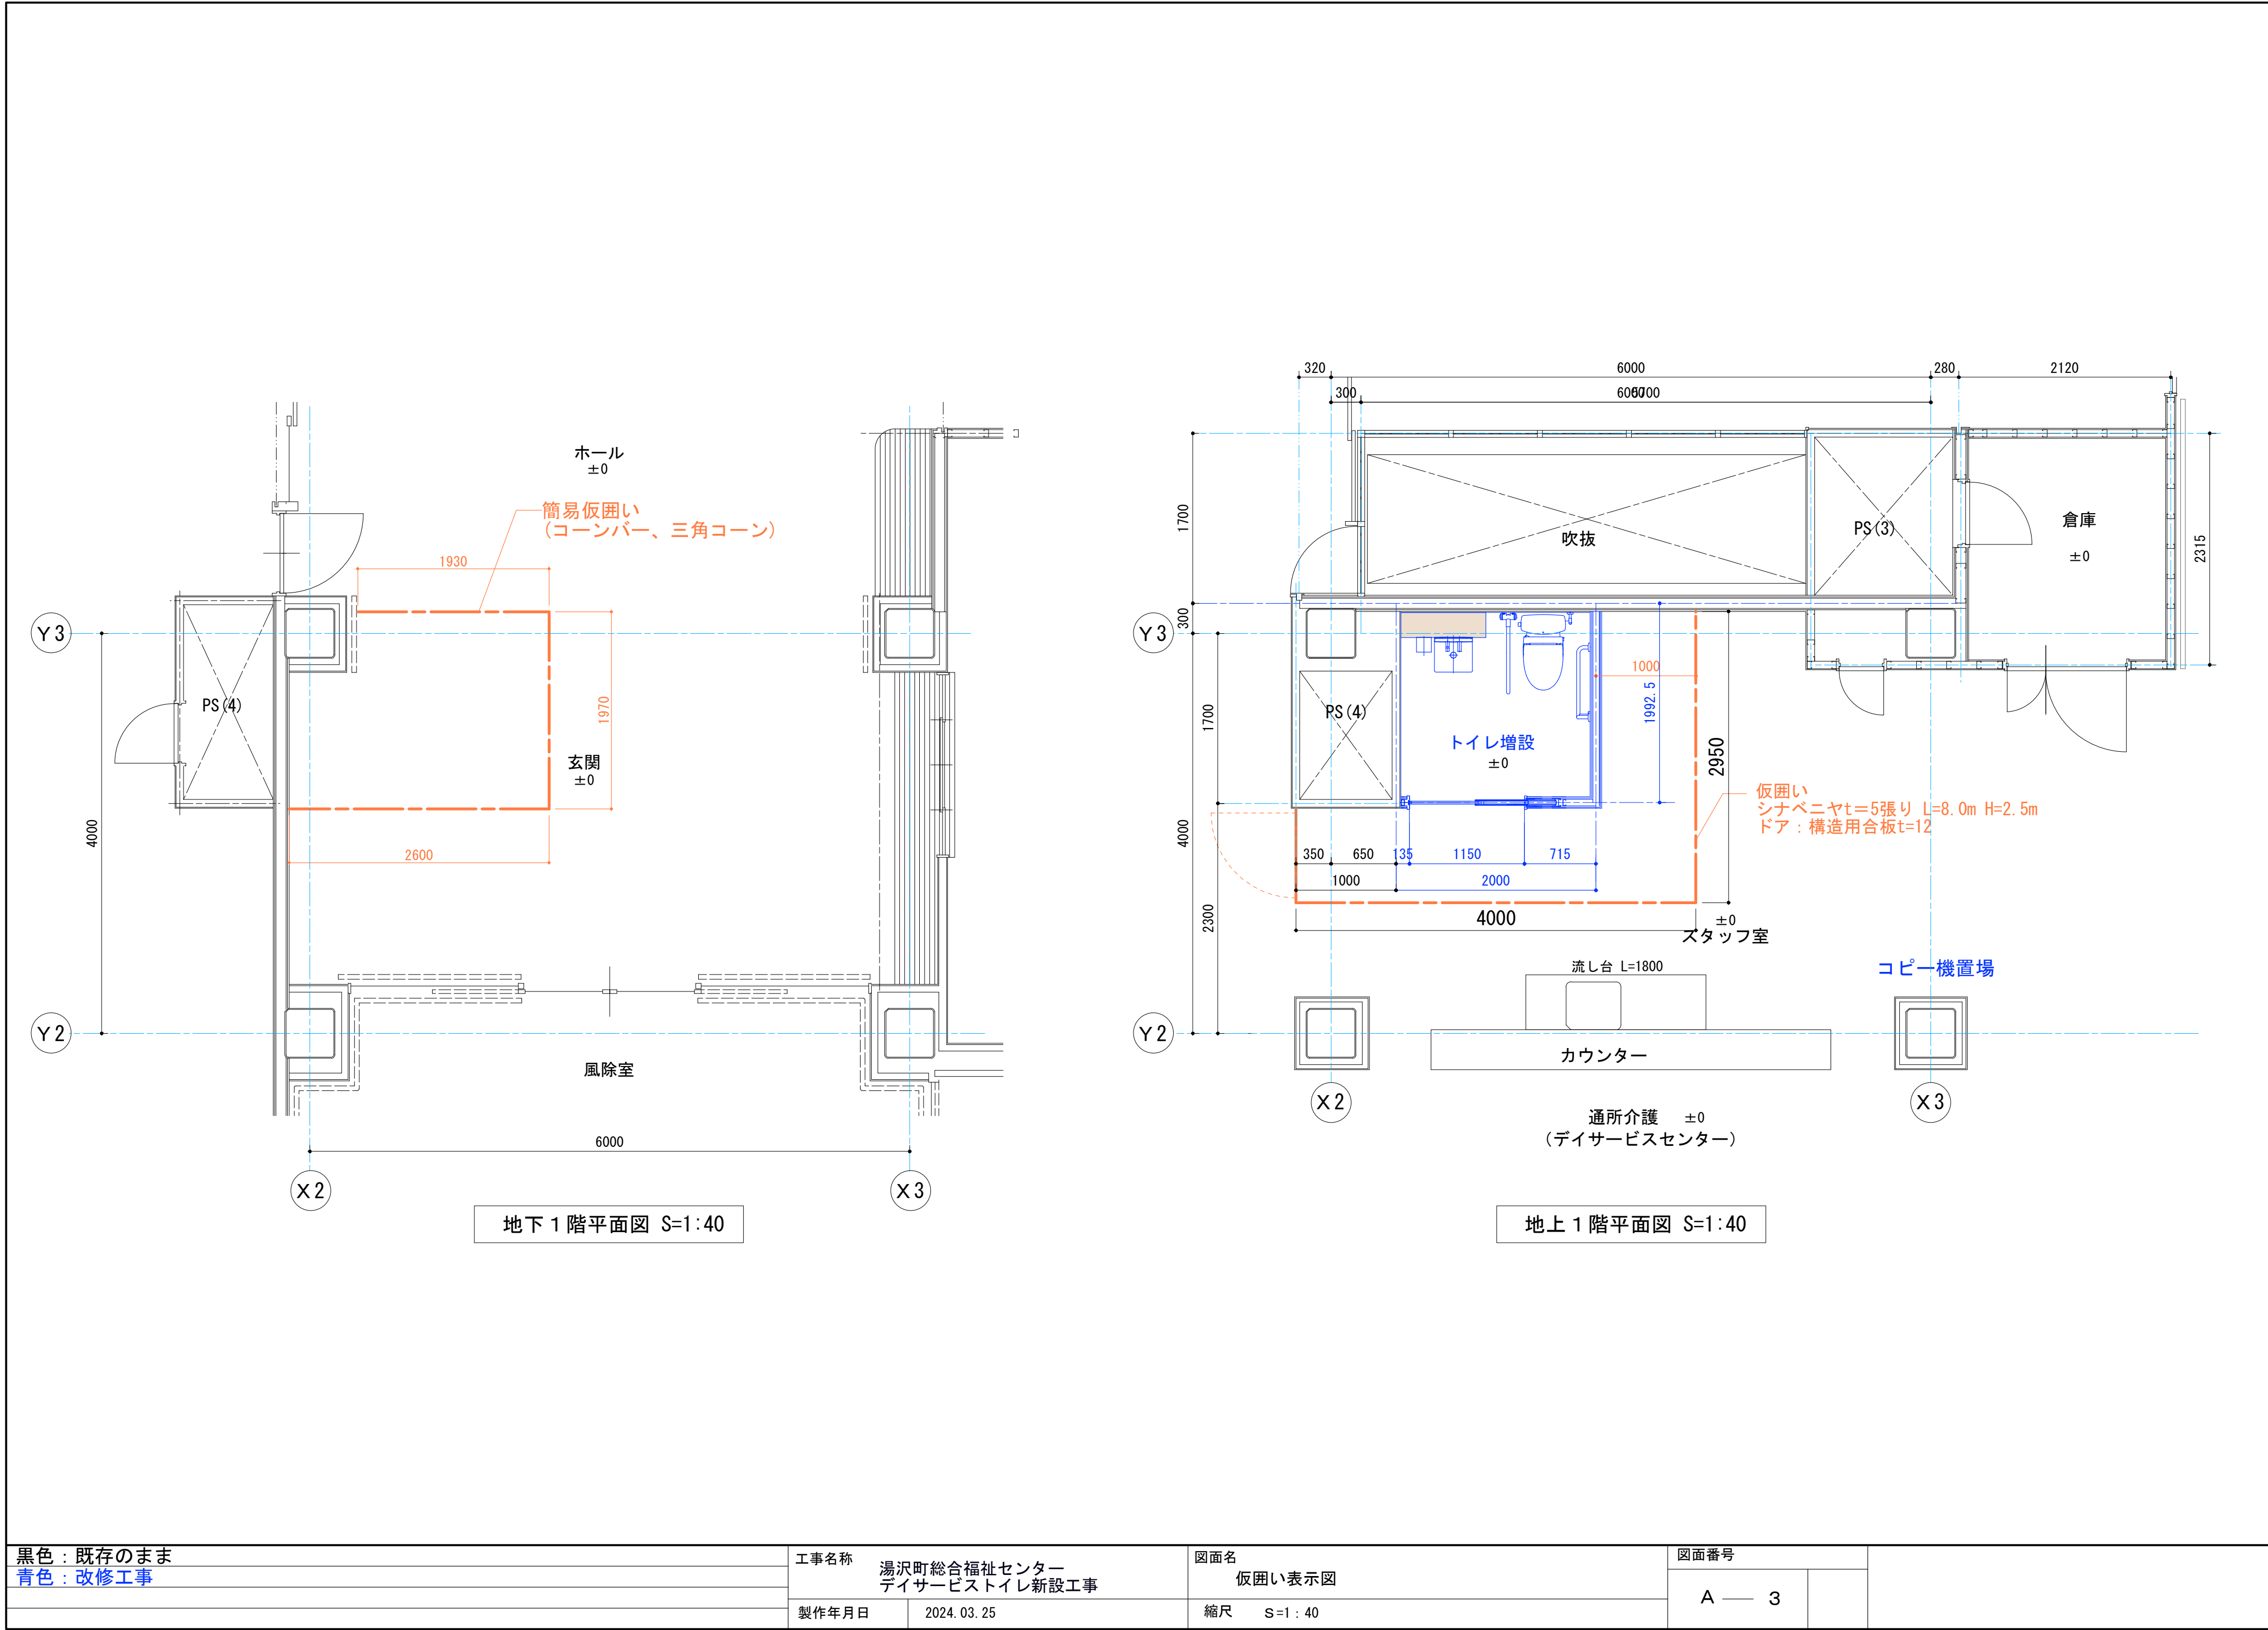 ホール
±0
簡易仮囲い
(コーンバー、三角コーン)
1930
Y3
PS(4)
1970
玄関
±0
4000
2600
Y2
風除室
6000
X2
X3
地下1階平面図 S=1:40
320
6000
280
2120
300
5700
1700
吹抜
PS(3)
倉庫
±0
2315
300
Y3
1000
1992.5
1700
PS(4)
トイレ増設
±0
2950
仮囲い
シナベニヤt=5張り L=8.0m H=2.5m
ドア:構造用合板t=12
4000
350
650
135
1150
715
1000
2000
2300
4000
±0
スタッフ室
流し台 L=1800
コピー機置場
Y2
カウンター
X2
X3
通所介護 ±0
(デイサービスセンター)
地上1階平面図 S=1:40
黒色:既存のまま
青色:改修工事
工事名称
湯沢町総合福祉センター
デイサービストイレ新設工事
製作年月日
2024.03.25
図面名
仮囲い表示図
縮尺 S=1:40
図面番号
A — 3